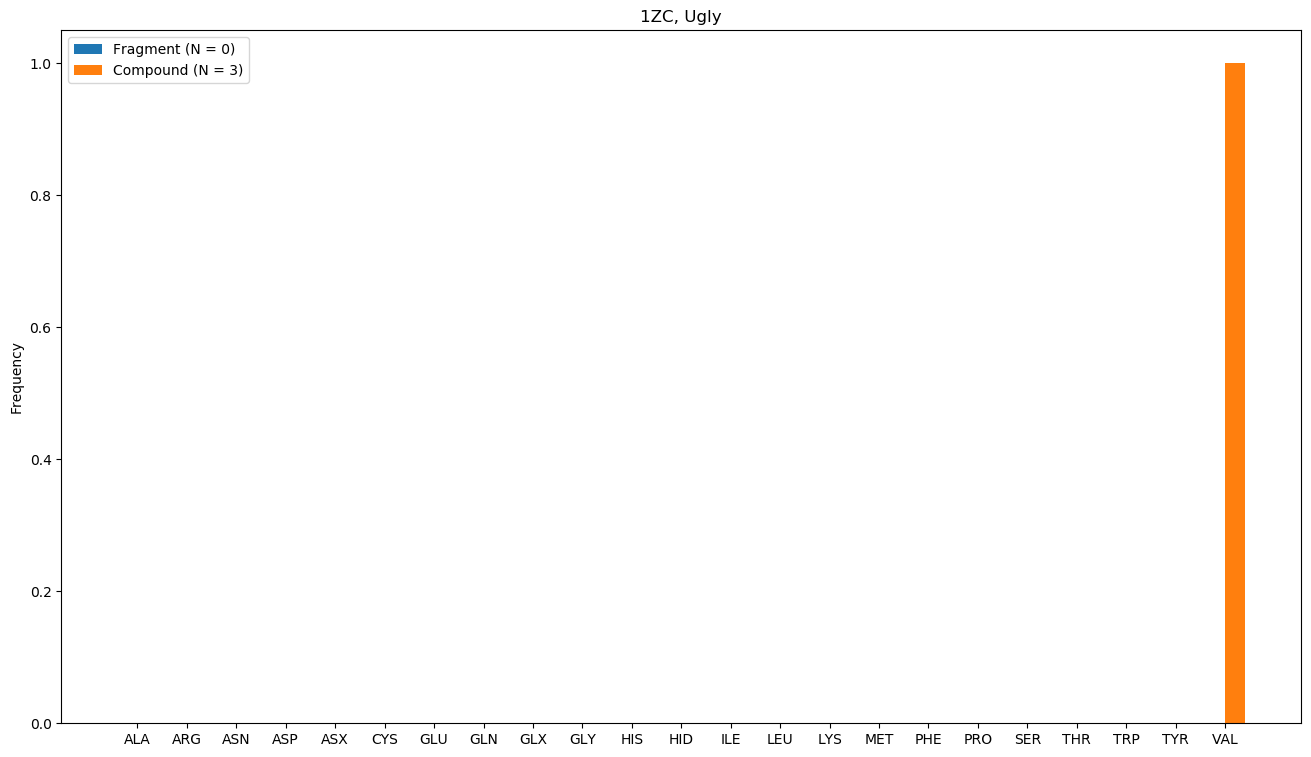 1ZC, Ugly
Fragment (N = 0)
Compound (N = 3)
1.0
0.8
0.6
0.4
0.2
0.0
Frequency
ALA ARG ASN ASP ASX CYS GLU GLN GLX GLY HIS HID ILE LEU LYS MET PHE PRO SER THR TRP TYR VAL